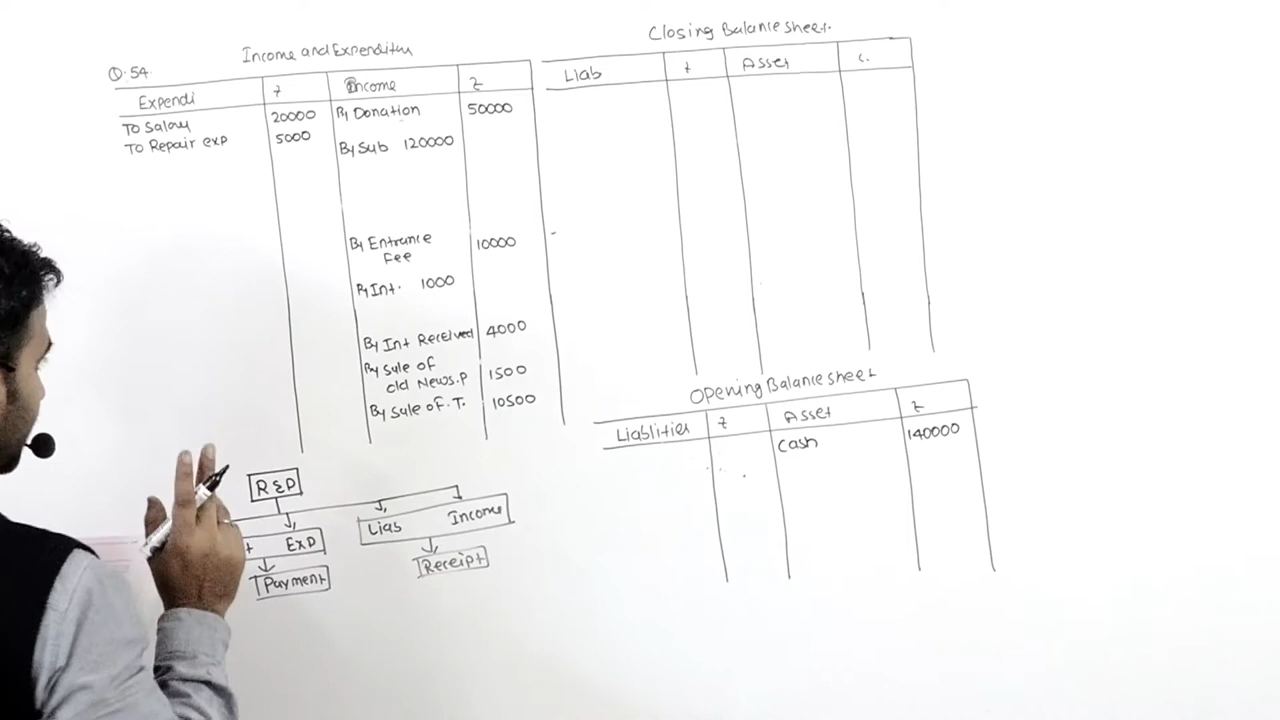 Q.54
Income and Expenditu
Expendi ₹ Income ₹
To Salary 20000 By Donation 50000
To Repair exp 5000 By Sub 120000
By Entrance Fee 10000
By Int. 1000
By Int Received 4000
By Sale of
old News.P 1500
By Sale of.T. 10500
Closing Balance sheet.
Liab ₹ Asset
Opening Balance sheet
Liablities ₹ Asset ₹
Cash 140000
R&P
Exp
Payment
Liab Income
Receipt